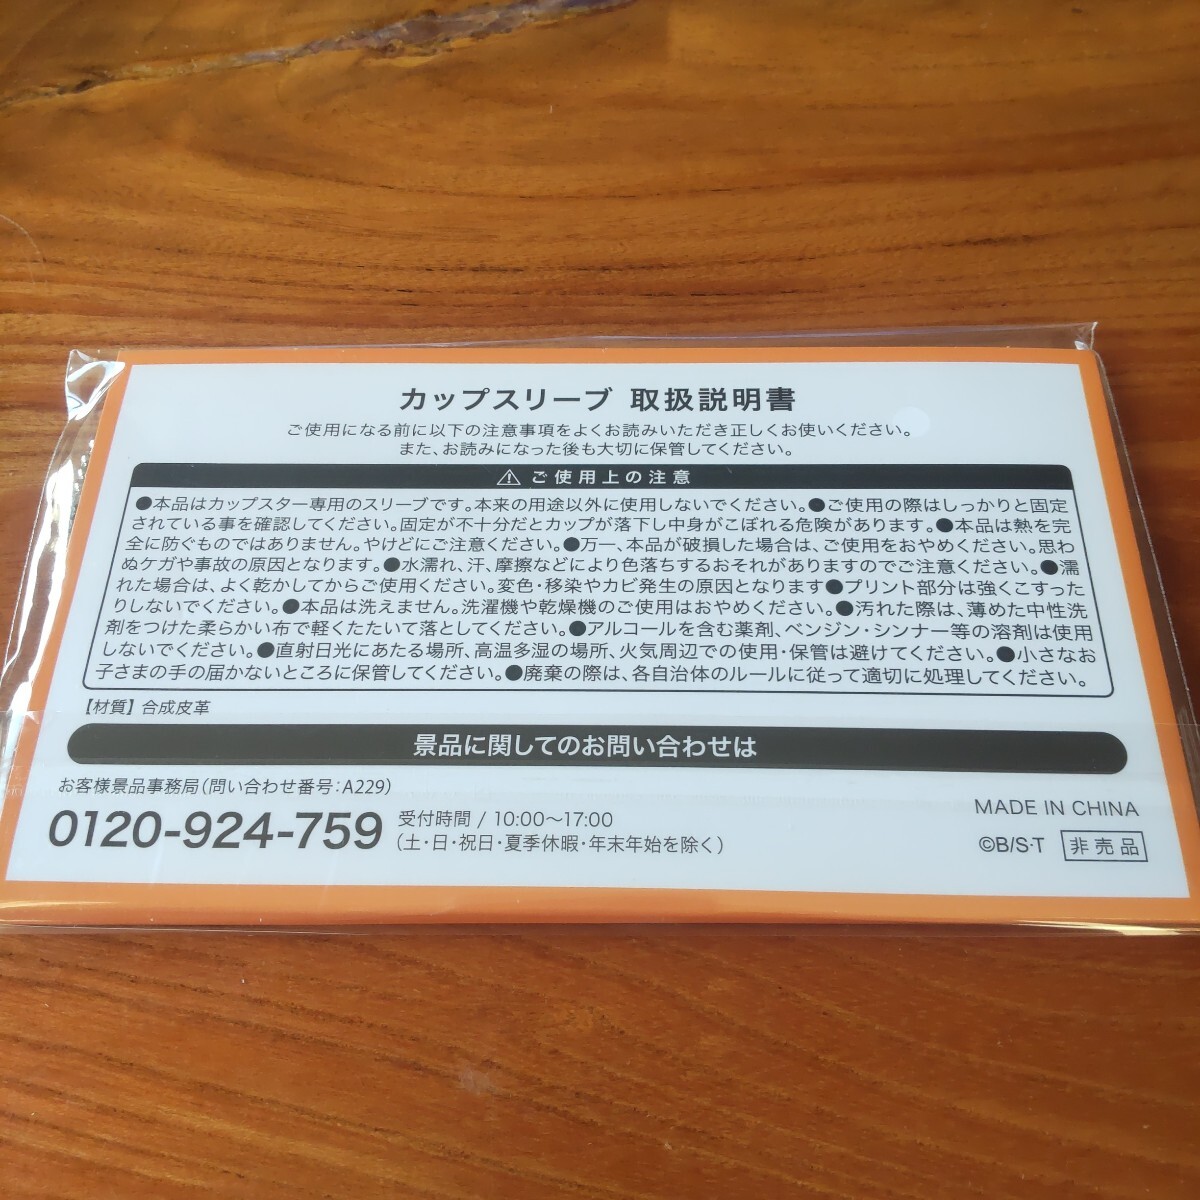 カップスリーブ 取扱説明書
ご使用になる前に以下の注意事項をよくお読みいただき正しくお使いください。
また、お読みになった後も大切に保管してください。
ご使用上の注意
●本品はカップスター専用のスリーブです。本来の用途以外に使用しないでください。●ご使用の際はしっかりと固定
されている事を確認してください。固定が不十分だとカップが落下し中身がこぼれる危険があります。●本品は熱を完
全に防ぐものではありません。やけどにご注意ください。●万一、本品が破損した場合は、ご使用をおやめください。思わ
ぬケガや事故の原因となります。●水濡れ、汗、摩擦などにより色落ちするおそれがありますのでご注意ください。●濡
れた場合は、よく乾かしてからご使用ください。変色・移染やカビ発生の原因となります●プリント部分は強くこすった
りしないでください。●本品は洗えません。洗濯機や乾燥機のご使用はおやめください。●汚れた際は、薄めた中性洗
剤をつけた柔らかい布で軽くたたいて落としてください。●アルコールを含む薬剤、ベンジン・シンナー等の溶剤は使用
しないでください。●直射日光にあたる場所、高温多湿の場所、火気周辺での使用・保管は避けてください。●小さなお
子さまの手の届かないところに保管してください。●廃棄の際は、各自治体のルールに従って適切に処理してください。
【材質】合成皮革
景品に関してのお問い合わせは
お客様景品事務局(問い合わせ番号:A229)
0120-924-759
受付時間 / 10:00〜17:00
(土・日・祝日・夏季休暇・年末年始を除く)
MADE IN CHINA
©B/S・T 非売品